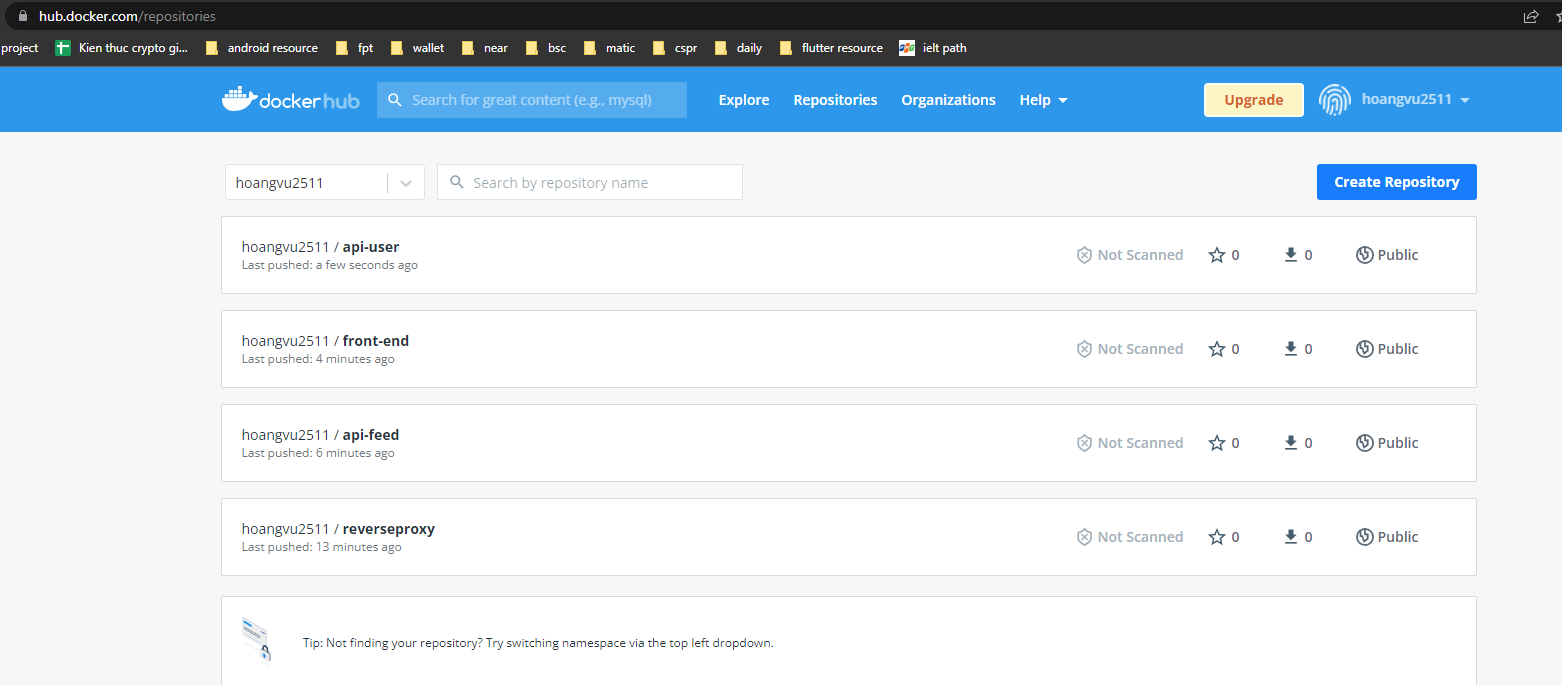 hub.docker.com/repositories
project Kien thuc crypto gi... android resource fpt wallet near bsc matic cspr daily flutter resource ielt path
dockerhub Search for great content (e.g., mysql) Explore Repositories Organizations Help Upgrade hoangvu2511
hoangvu2511 Search by repository name Create Repository
hoangvu2511 / api-user
Last pushed: a few seconds ago
Not Scanned 0 0 Public
hoangvu2511 / front-end
Last pushed: 4 minutes ago
Not Scanned 0 0 Public
hoangvu2511 / api-feed
Last pushed: 6 minutes ago
Not Scanned 0 0 Public
hoangvu2511 / reverseproxy
Last pushed: 13 minutes ago
Not Scanned 0 0 Public
Tip: Not finding your repository? Try switching namespace via the top left dropdown.